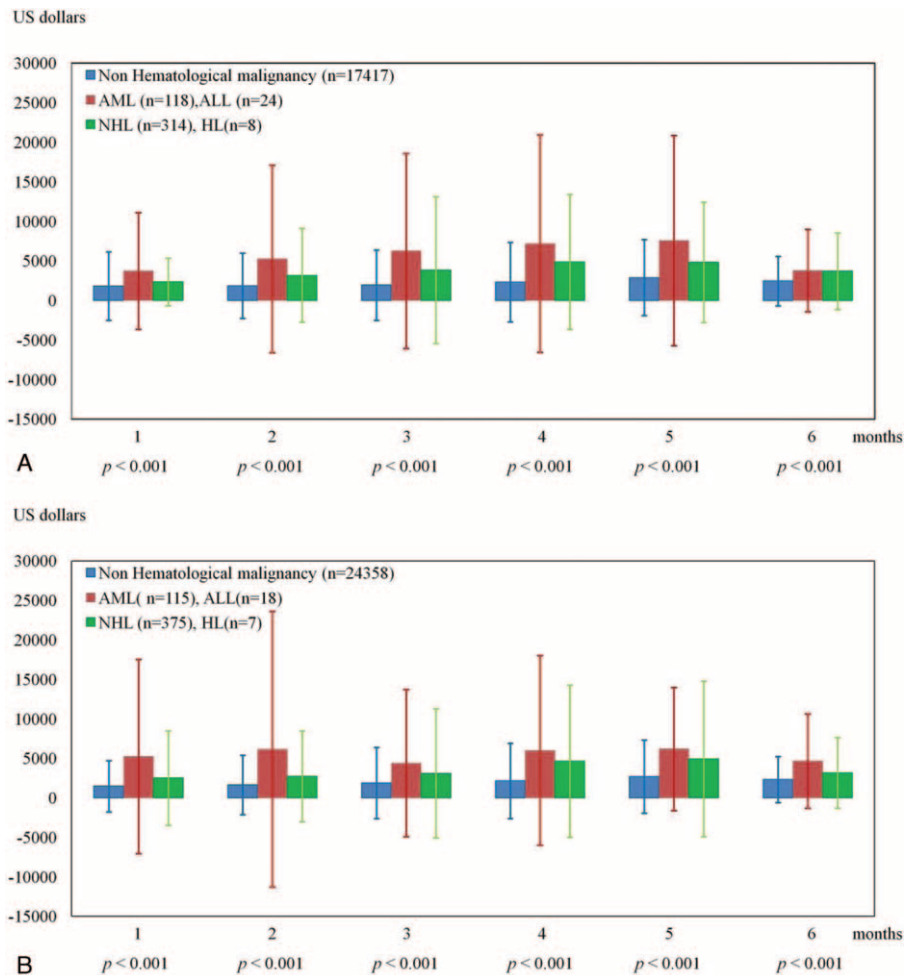 US dollars
30000
25000
20000
15000
10000
5000
0
-5000
-10000
-15000
Non Hematological malignancy (n=17417)
AML (n=118),ALL (n=24)
NHL (n=314), HL(n=8)
1 2 3 4 5 6 months
A p < 0.001 p < 0.001 p < 0.001 p < 0.001 p < 0.001 p < 0.001
US dollars
30000
25000
20000
15000
10000
5000
0
-5000
-10000
-15000
Non Hematological malignancy (n=24358)
AML( n=115), ALL(n=18)
NHL (n=375), HL(n=7)
1 2 3 4 5 6 months
B p < 0.001 p < 0.001 p < 0.001 p < 0.001 p < 0.001 p < 0.001